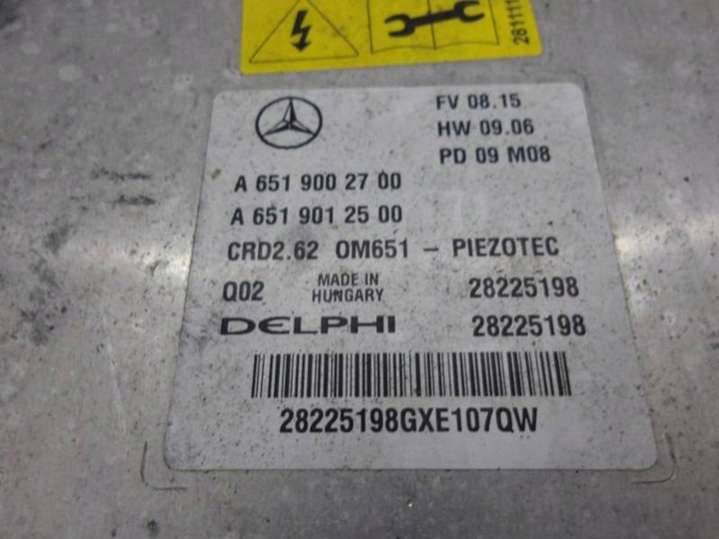 281111
FV 08.15
HW 09.06
PD 09 M08
A 651 900 27 00
A 651 901 25 00
CRD2.62 OM651 - PIEZOTEC
Q02 MADE IN HUNGARY 28225198
DELPHI 28225198
28225198GXE107QW